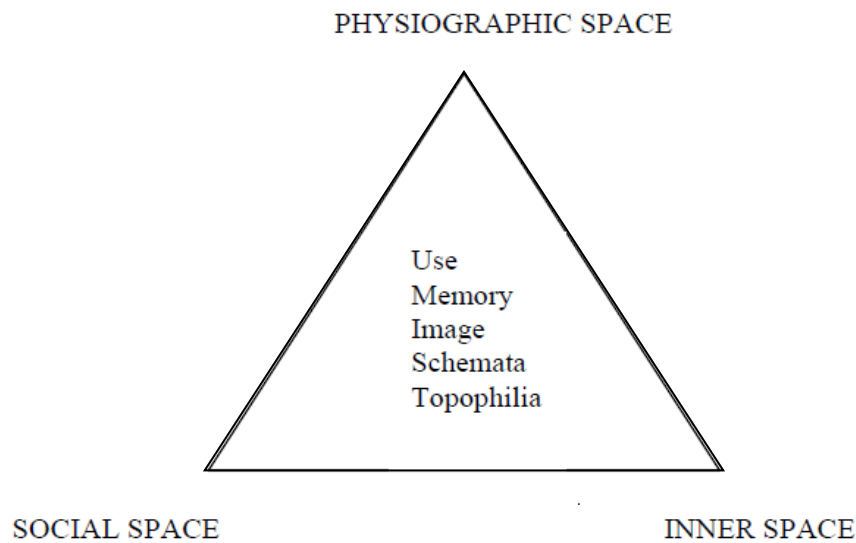 PHYSIOGRAPHIC SPACE
Use
Memory
Image
Schemata
Topophilia
SOCIAL SPACE
INNER SPACE